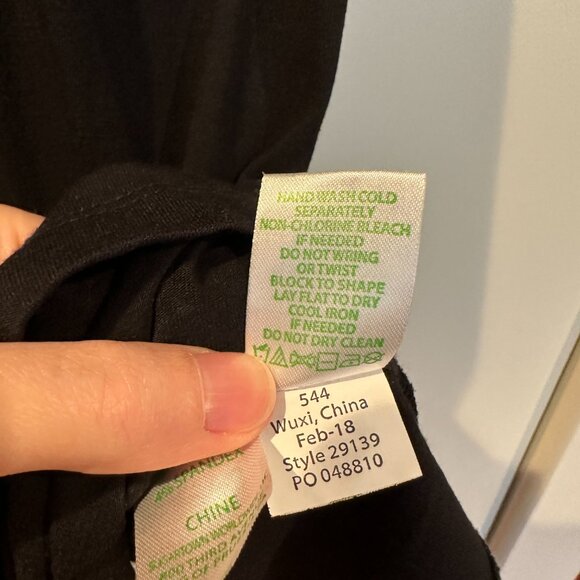 HAND WASH COLD
SEPARATELY
NON-CHLORINE BLEACH
IF NEEDED
DO NOT WRING
OR TWIST
BLOCK TO SHAPE
LAY FLAT TO DRY
COOL IRON
IF NEEDED
DO NOT DRY CLEAN
544
Wuxi, China
Feb-18
Style 29139
PO 048810
SPANDEX
CHINE
THIRD